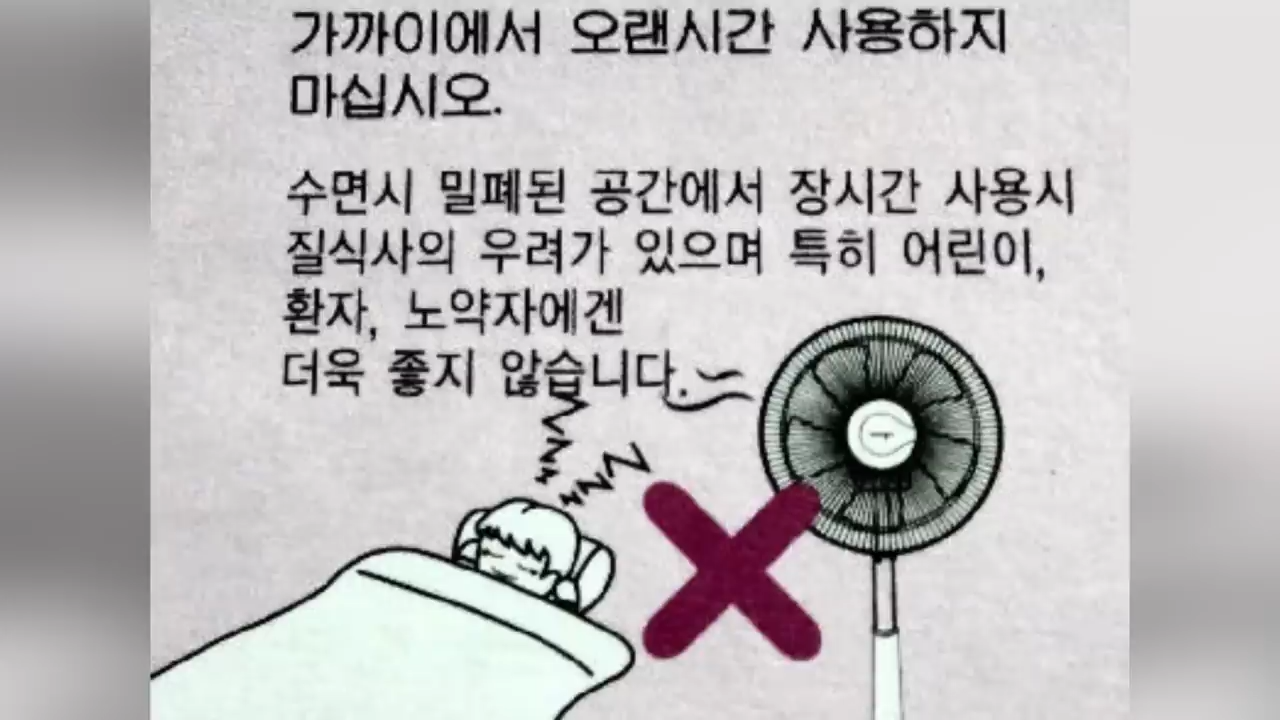 가까이에서 오랜시간 사용하지
마십시오.
수면시 밀폐된 공간에서 장시간 사용시
질식사의 우려가 있으며 특히 어린이,
환자, 노약자에겐
더욱 좋지 않습니다.